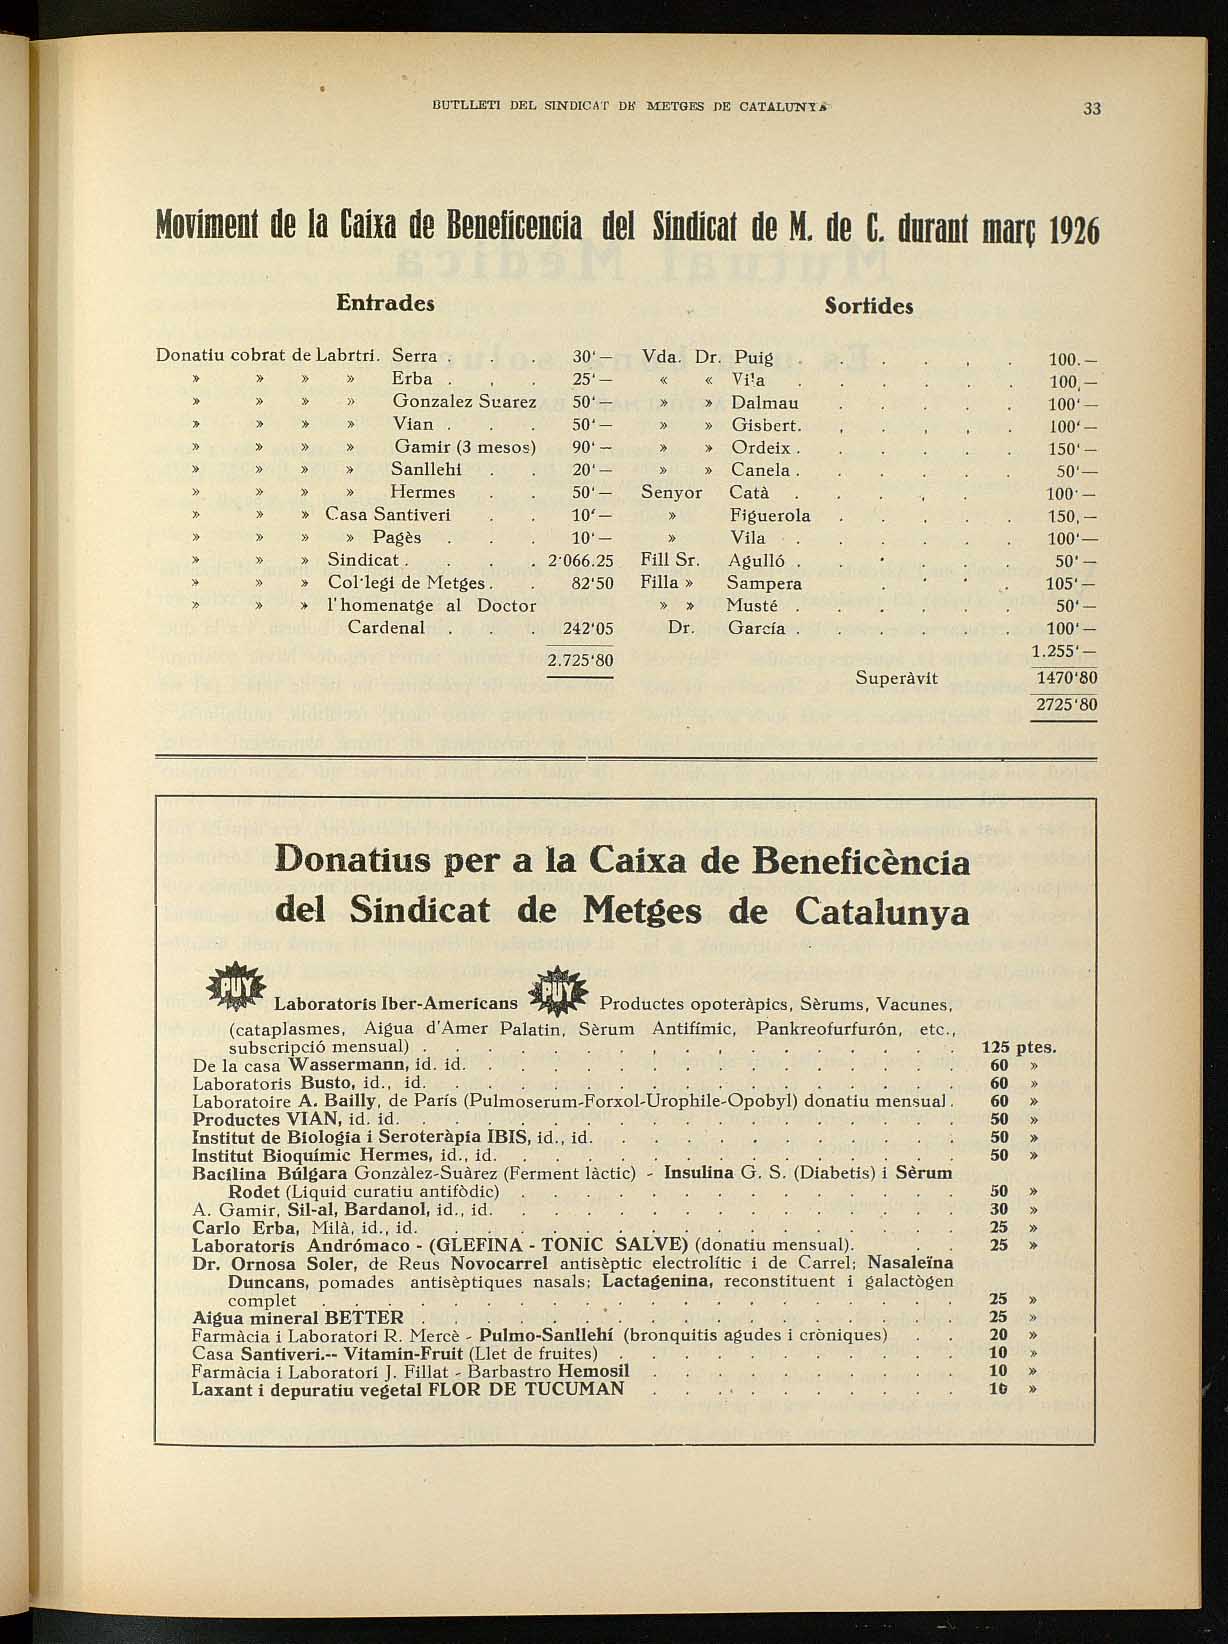 BUTLLETI DEL SINDICAT DE METGES DE CATALUNYA 33
Moviment de la Caixa de Beneficencia del Sindicat de M. de C. durant març 1926
Entrades
Donatiu cobrat de Labrtri. Serra . . . 30'—
» » » » Erba . . . 25'—
» » » » Gonzalez Suarez 50'—
» » » » Vian . . . 50'—
» » » » Gamir (3 mesos) 90'—
» » » » Sanllehi . . 20'—
» » » » Hermes . . 50'—
» » » Casa Santiveri . . 10'—
» » » » Pagès . . . 10'—
» » » Sindicat . . . . 2'066.25
» » » Col·legi de Metges . . 82'50
» » » l'homenatge al Doctor
Cardenal . . . 242'05
2.725'80
Sortides
Vda. Dr. Puig . . . . . . 100.—
« « Vila . . . . . . 100,—
» » Dalmau . . . . . 100'—
» » Gisbert. . . . . . 100'—
» » Ordeix . . . . . . 150'—
» » Canela . . . . . . 50'—
Senyor Catà . . . . . 100'—
» Figuerola . . . . . 150,—
» Vila . . . . . . 100'—
Fill Sr. Agulló . . . . 50'—
Filla » Sampera . . . . 105'—
» » Musté . . . . . 50'—
Dr. García . . . . . . 100'—
1.255'—
Superàvit 1470'80
2725'80
Donatius per a la Caixa de Beneficència
del Sindicat de Metges de Catalunya
PUY Laboratoris Iber-Americans PUY Productes opoteràpics, Sèrums, Vacunes,
(cataplasmes, Aigua d'Amer Palatin, Sèrum Antifímic, Pankreofurfurón, etc.,
subscripció mensual) . . . . . . . . . . . . . 125 ptes.
De la casa Wassermann, id. id. . . . . . . . . . . . . 60 »
Laboratoris Busto, id., id. . . . . . . . . . . . . . 60 »
Laboratoire A. Bailly, de París (Pulmoserum-Forxol-Urophile-Opobyl) donatiu mensual . 60 »
Productes VIAN, id. id. . . . . . . . . . . . . . . 50 »
Institut de Biologia i Seroteràpia IBIS, id., id. . . . . . . . . . 50 »
Institut Bioquímic Hermes, id., id. . . . . . . . . . . . . 50 »
Bacilina Búlgara Gonzàlez-Suàrez (Ferment làctic) - Insulina G. S. (Diabetis) i Sèrum
Rodet (Liquid curatiu antifòdic) . . . . . . . . . . . 50 »
A. Gamir, Sil-al, Bardanol, id., id. . . . . . . . . . . . . 30 »
Carlo Erba, Milà, id., id. . . . . . . . . . . . . . . 25 »
Laboratoris Andrómaco - (GLEFINA - TONIC SALVE) (donatiu mensual). . . 25 »
Dr. Ornosa Soler, de Reus Novocarrel antisèptic electrolític i de Carrel; Nasaleïna
Duncans, pomades antisèptiques nasals; Lactagenina, reconstituent i galactògen
complet . . . . . . . . . . . . . . . 25 »
Aigua mineral BETTER . . . . . . . . . . . . . 25 »
Farmàcia i Laboratori R. Mercè - Pulmo-Sanllehí (bronquitis agudes i cròniques) . . 20 »
Casa Santiveri.-- Vitamin-Fruit (Llet de fruites) . . . . . . . . . 10 »
Farmàcia i Laboratori J. Fillat - Barbastro Hemosil . . . . . . . . 10 »
Laxant i depuratiu vegetal FLOR DE TUCUMAN . . . . . . . . 10 »